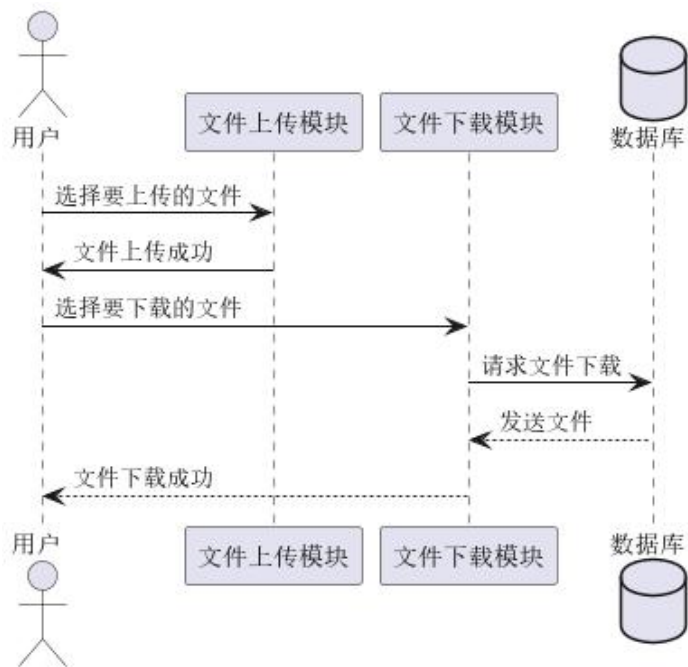 用户
文件上传模块
文件下载模块
数据库
选择要上传的文件
文件上传成功
选择要下载的文件
请求文件下载
发送文件
文件下载成功
用户
文件上传模块
文件下载模块
数据库